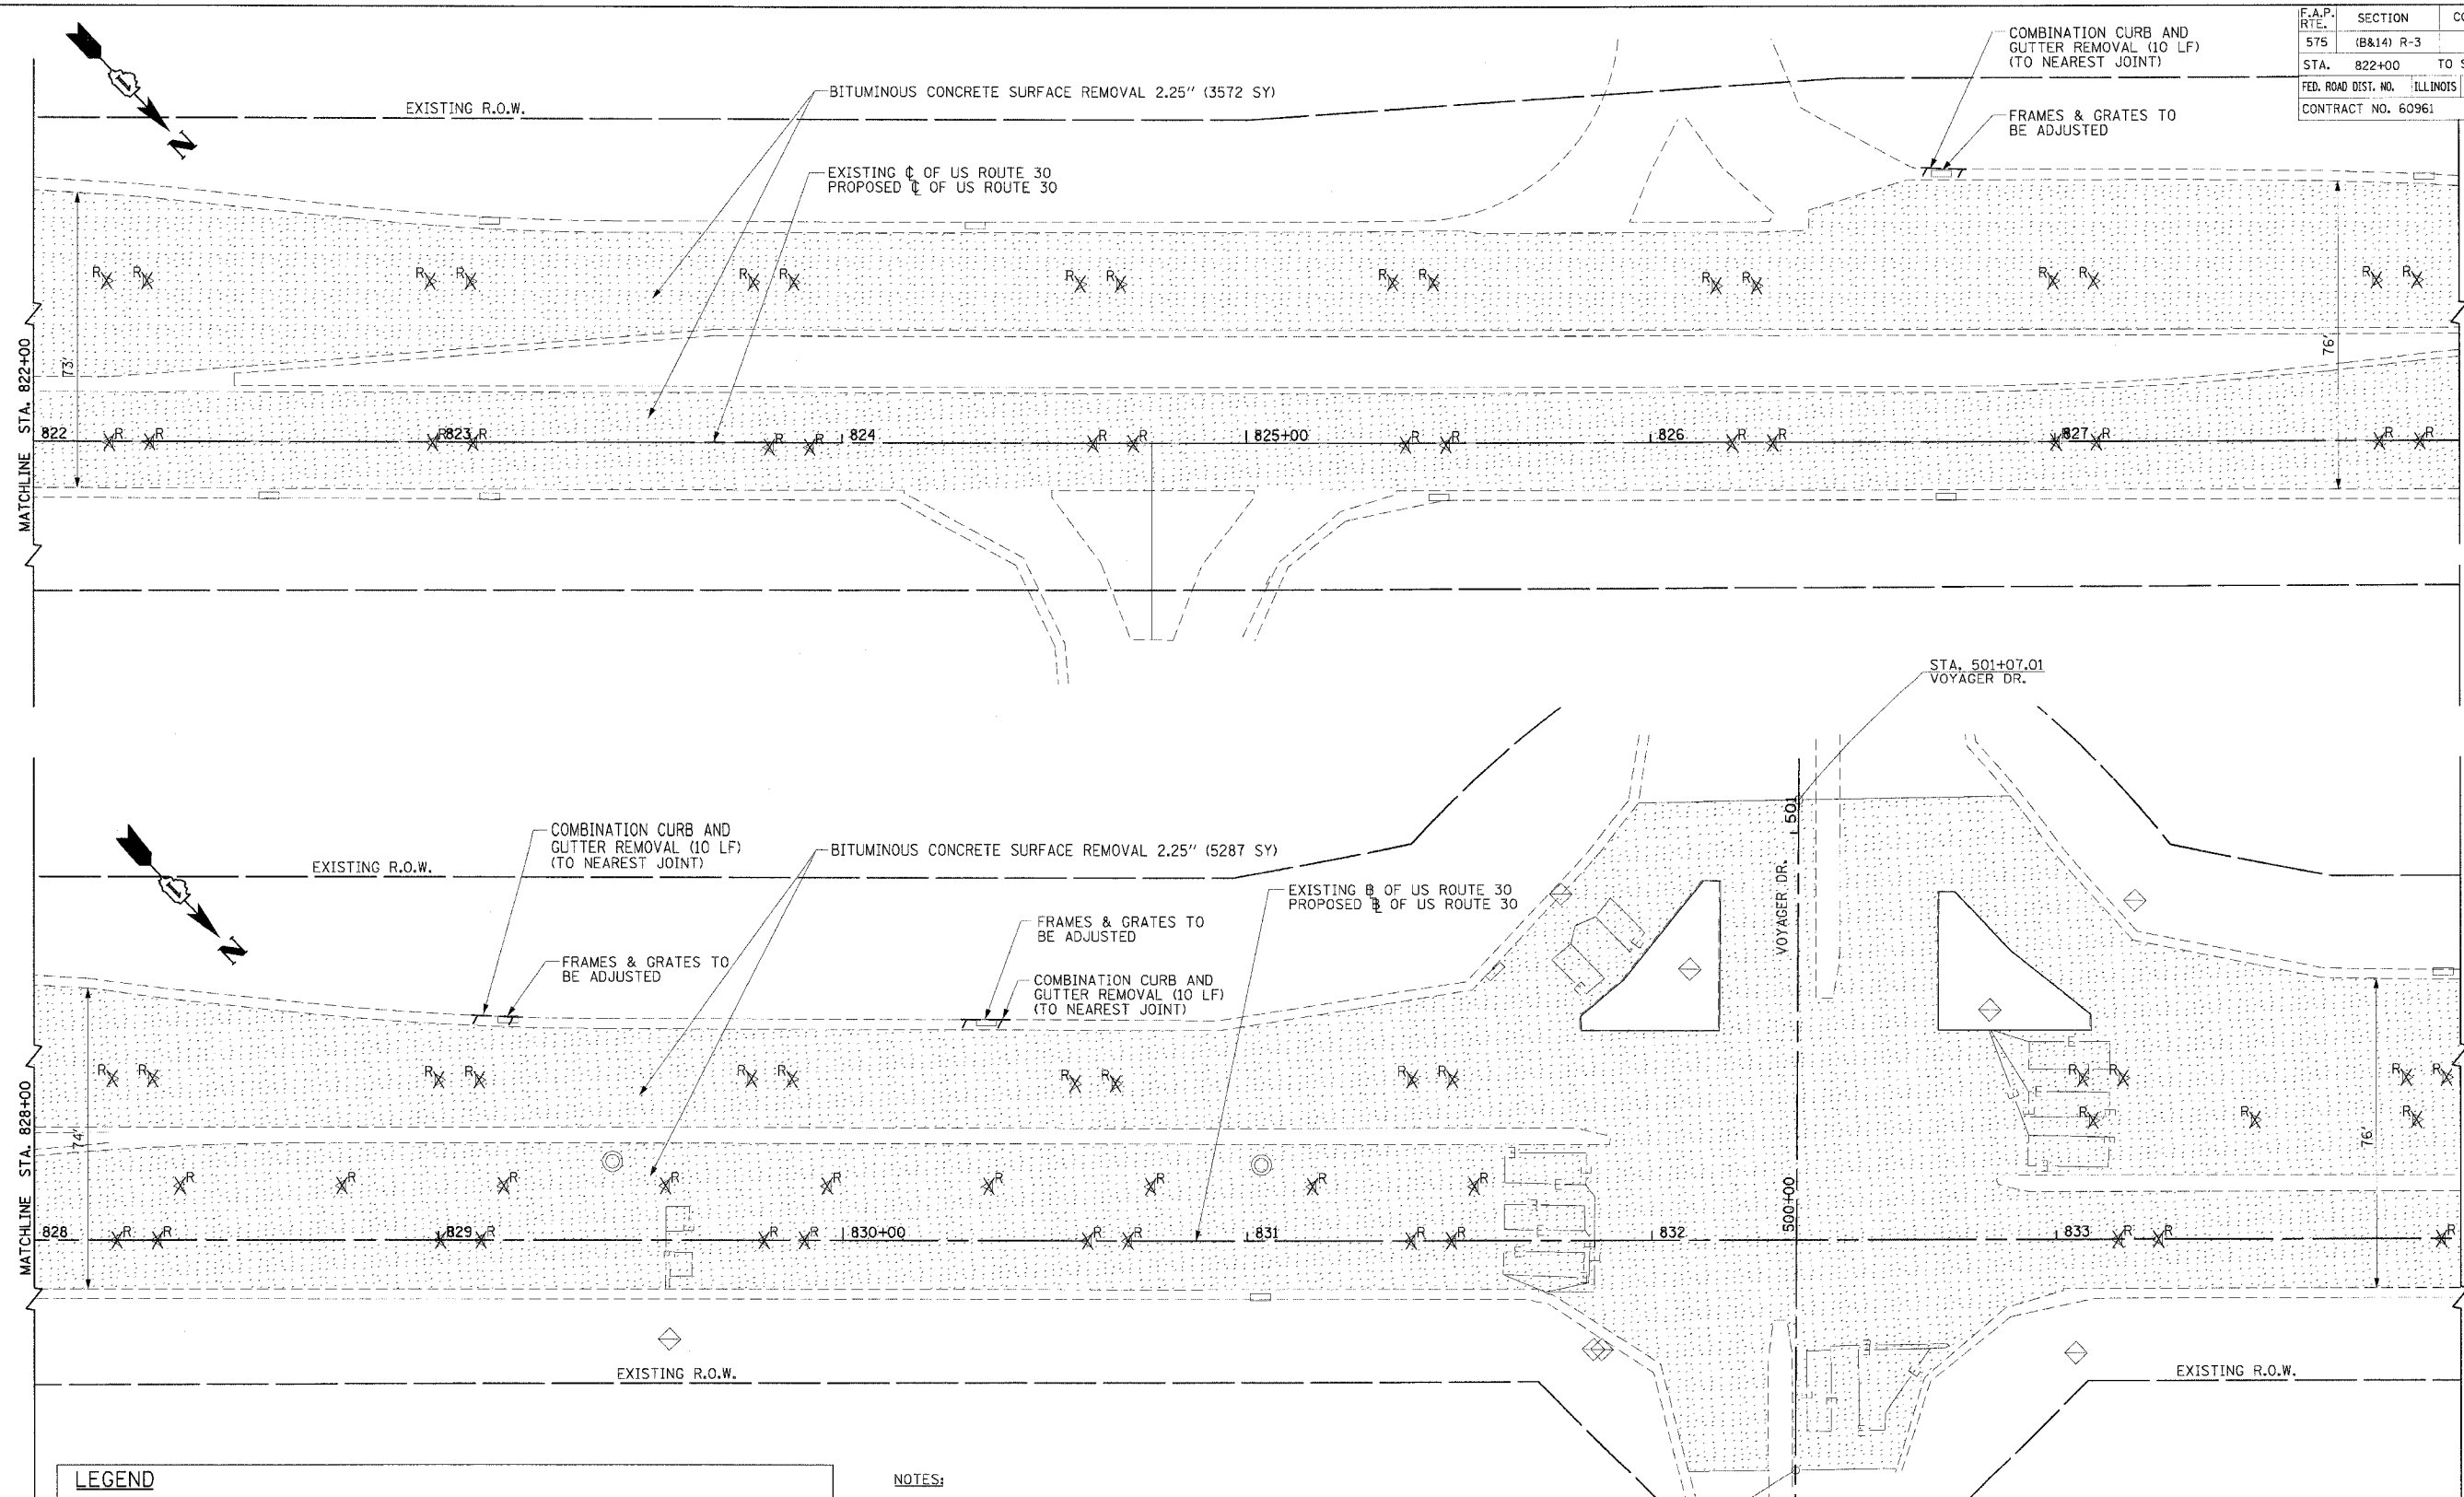 F.A.P. RTE. SECTION
575 (B&14) R-3
STA. 822+00 TO
FED. ROAD DIST. NO. ILLINOIS
CONTRACT NO. 60961
COMBINATION CURB AND
GUTTER REMOVAL (10 LF)
(TO NEAREST JOINT)
FRAMES & GRATES TO
BE ADJUSTED
BITUMINOUS CONCRETE SURFACE REMOVAL 2.25" (3572 SY)
EXISTING R.O.W.
N
EXISTING ℄ OF US ROUTE 30
PROPOSED ℄ OF US ROUTE 30
R R R R R R R R R R R R R R R R
73'
76'
MATCHLINE STA. 822+00
822 R R R 823 R R R 824 R R 825+00 R R 826 R R R 827 R R R
STA. 501+07.01
VOYAGER DR.
COMBINATION CURB AND
GUTTER REMOVAL (10 LF)
(TO NEAREST JOINT)
BITUMINOUS CONCRETE SURFACE REMOVAL 2.25" (5287 SY)
EXISTING R.O.W.
N
EXISTING B OF US ROUTE 30
PROPOSED B̲L OF US ROUTE 30
FRAMES & GRATES TO
BE ADJUSTED
FRAMES & GRATES TO
BE ADJUSTED
COMBINATION CURB AND
GUTTER REMOVAL (10 LF)
(TO NEAREST JOINT)
501
VOYAGER DR.
500+00
R R R R R R R R R R R R R R
R R R
74'
76'
MATCHLINE STA. 828+00
R R R R R R R R R
828 R R 829 R R R 830+00 R R 831 R R 832 833 R R R
EXISTING R.O.W.
EXISTING R.O.W.
LEGEND
NOTES: